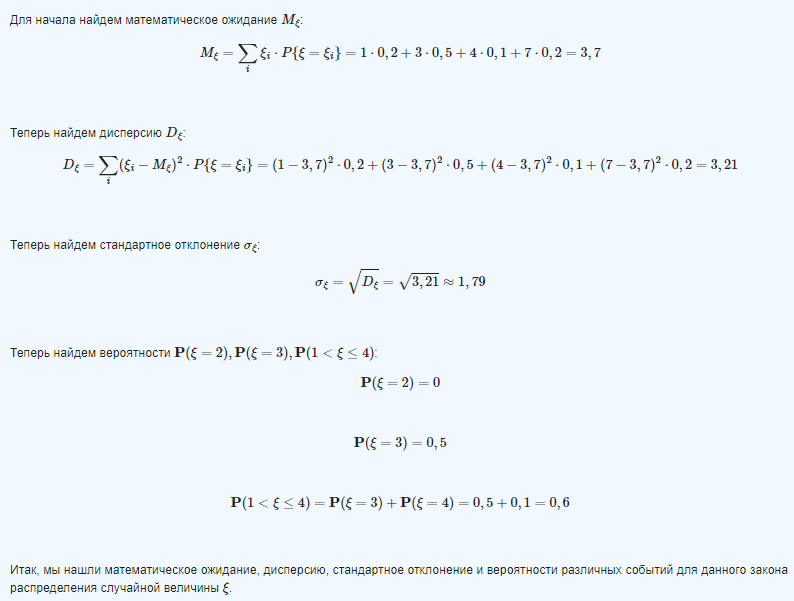 Для начала найдем математическое ожидание M_ξ:
M_ξ = ∑_i ξ_i · P{ξ = ξ_i} = 1 · 0, 2 + 3 · 0, 5 + 4 · 0, 1 + 7 · 0, 2 = 3, 7
Теперь найдем дисперсию D_ξ:
D_ξ = ∑_i (ξ_i − M_ξ)² · P{ξ = ξ_i} = (1 − 3, 7)² · 0, 2 + (3 − 3, 7)² · 0, 5 + (4 − 3, 7)² · 0, 1 + (7 − 3, 7)² · 0, 2 = 3, 21
Теперь найдем стандартное отклонение σ_ξ:
σ_ξ = √D_ξ = √3, 21 ≈ 1, 79
Теперь найдем вероятности P(ξ = 2), P(ξ = 3), P(1 < ξ ≤ 4):
P(ξ = 2) = 0
P(ξ = 3) = 0, 5
P(1 < ξ ≤ 4) = P(ξ = 3) + P(ξ = 4) = 0, 5 + 0, 1 = 0, 6
Итак, мы нашли математическое ожидание, дисперсию, стандартное отклонение и вероятности различных событий для данного закона
распределения случайной величины ξ.